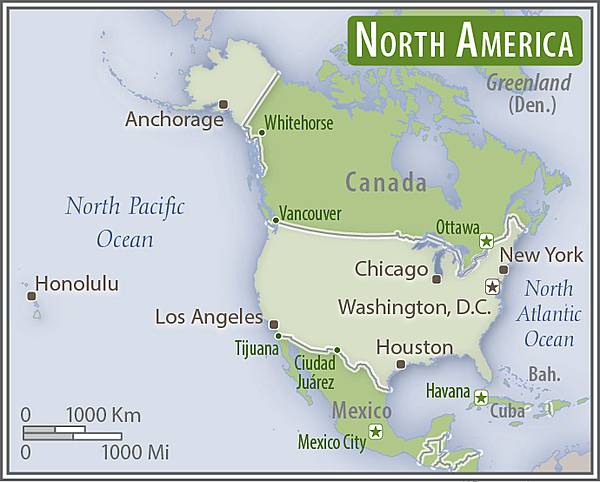 NORTH AMERICA
Greenland
(Den.)
Anchorage
Whitehorse
Canada
North Pacific
Ocean
Vancouver
Ottawa
New York
Chicago
Honolulu
Washington, D.C.
North
Atlantic
Ocean
Los Angeles
Tijuana
Ciudad
Juárez
Houston
Bah.
Havana
Cuba
Mexico
Mexico City
0 1000 Km
0 1000 Mi